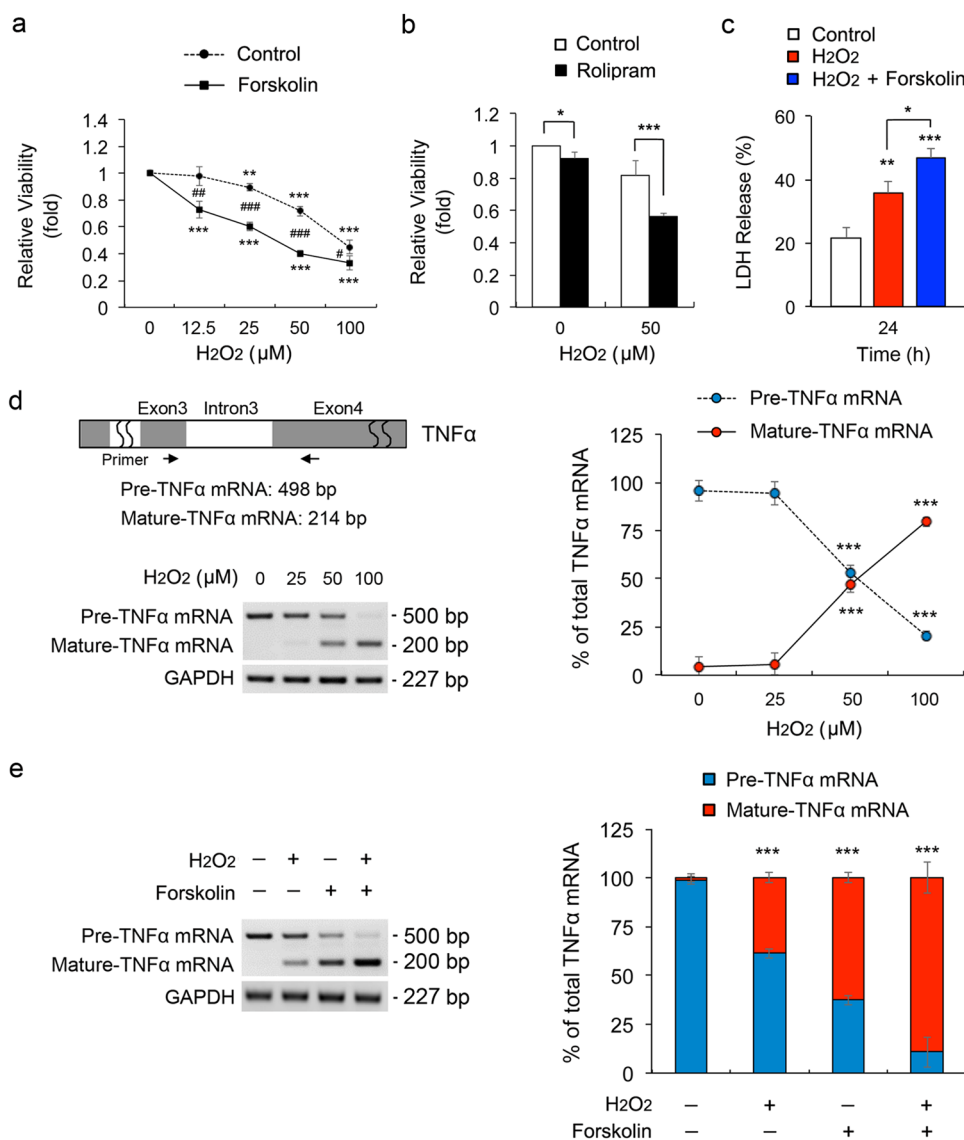 a
Control
Forskolin
Relative Viability
(fold)
1.4
1.2
1
0.8
0.6
0.4
0.2
0
**
***
##
###
###
#
***
***
***
***
0 12.5 25 50 100
H2O2 (µM)
b
Control
Rolipram
Relative Viability
(fold)
1.2
1
0.8
0.6
0.4
0.2
0
*
***
0 50
H2O2 (µM)
c
Control
H2O2
H2O2 + Forskolin
LDH Release (%)
60
40
20
0
*
**
***
24
Time (h)
d
Exon3 Intron3 Exon4
TNFα
Primer
Pre-TNFα mRNA: 498 bp
Mature-TNFα mRNA: 214 bp
H2O2 (µM) 0 25 50 100
Pre-TNFα mRNA - 500 bp
Mature-TNFα mRNA - 200 bp
GAPDH - 227 bp
Pre-TNFα mRNA
Mature-TNFα mRNA
% of total TNFα mRNA
125
100
75
50
25
0
***
***
***
***
0 25 50 100
H2O2 (µM)
e
H2O2 – + – +
Forskolin – – + +
Pre-TNFα mRNA - 500 bp
Mature-TNFα mRNA - 200 bp
GAPDH - 227 bp
Pre-TNFα mRNA
Mature-TNFα mRNA
% of total TNFα mRNA
125
100
75
50
25
0
*** *** ***
H2O2 – + – +
Forskolin – – + +